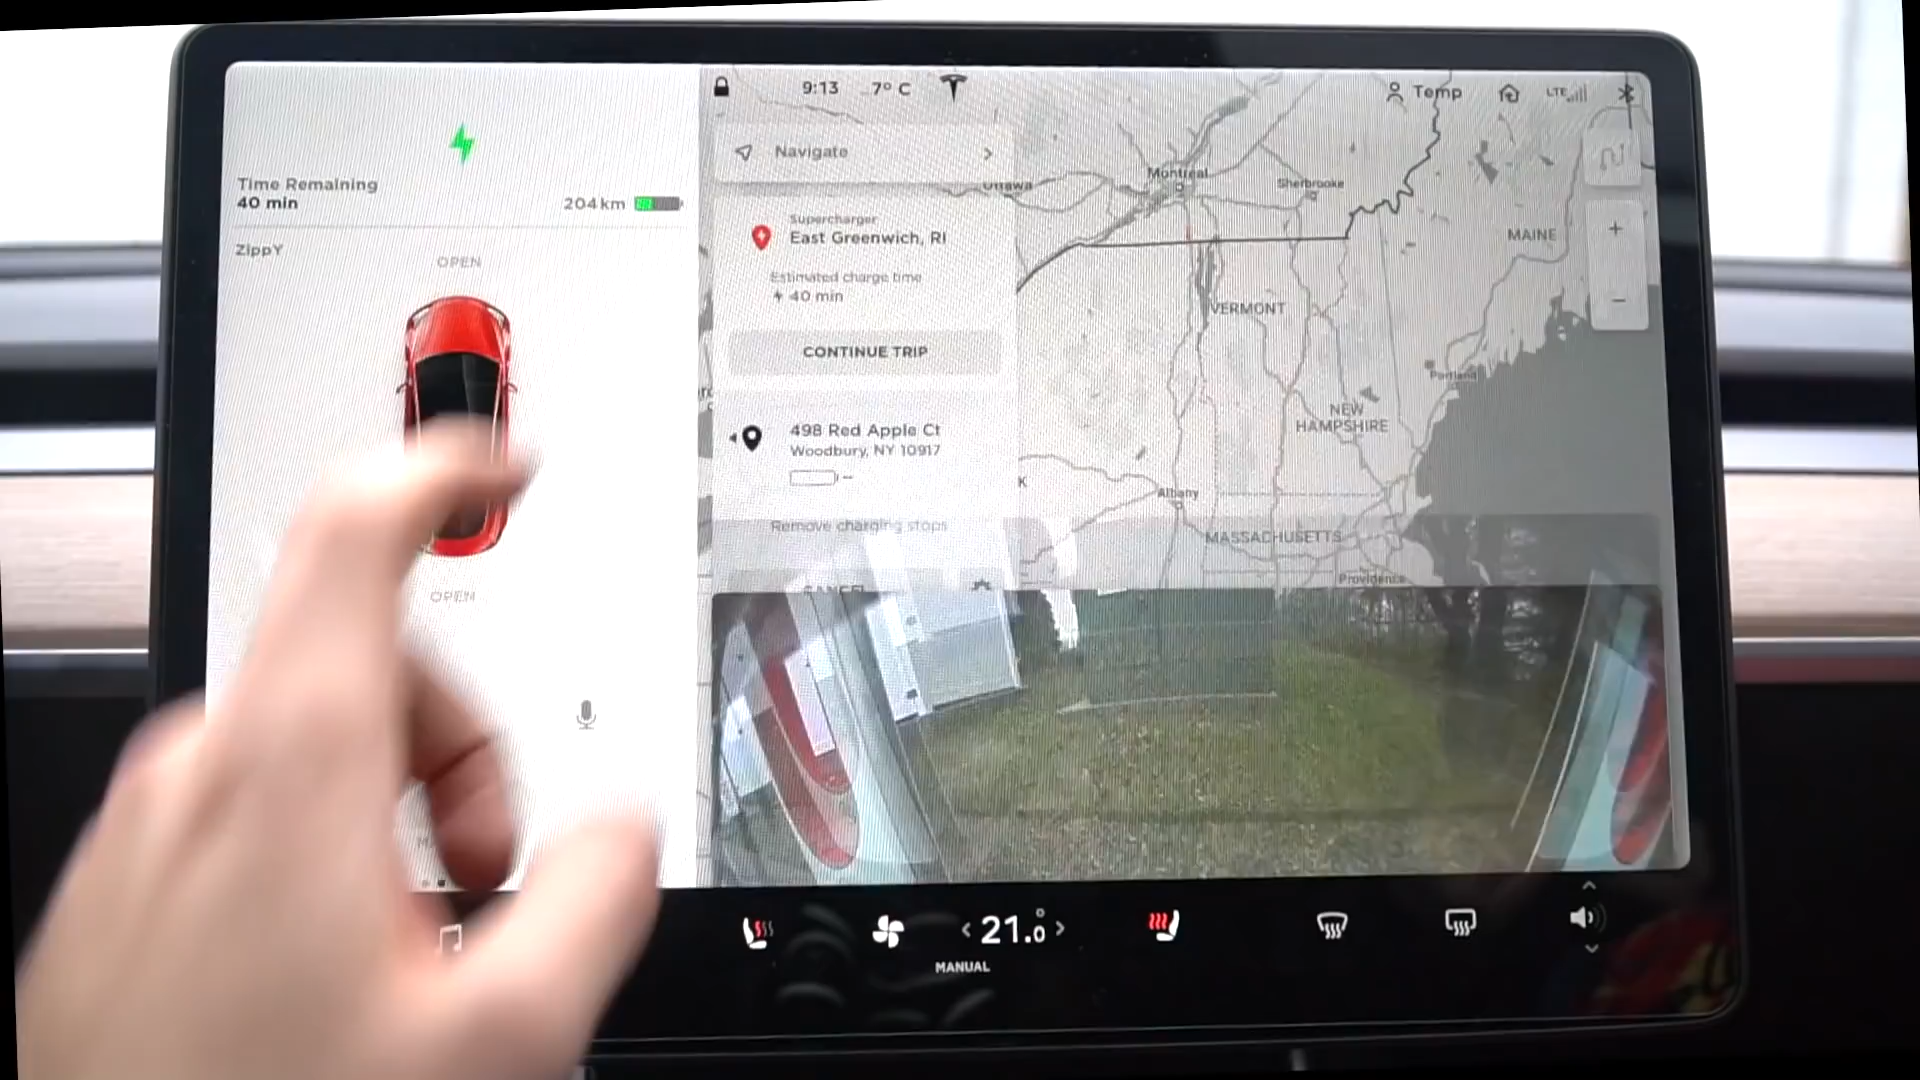 9:13
7° C
Temp
LTE
Time Remaining
40 min
204 km
ZippY
OPEN
OPEN
Navigate
Supercharger
East Greenwich, RI
Estimated charge time
40 min
CONTINUE TRIP
498 Red Apple Ct
Woodbury, NY 10917
--
Remove charging stops
CANCEL
Ottawa
Montreal
Sherbrooke
MAINE
VERMONT
Portland
NEW
HAMPSHIRE
K
Albany
MASSACHUSETTS
Providence
< 21.0° >
MANUAL